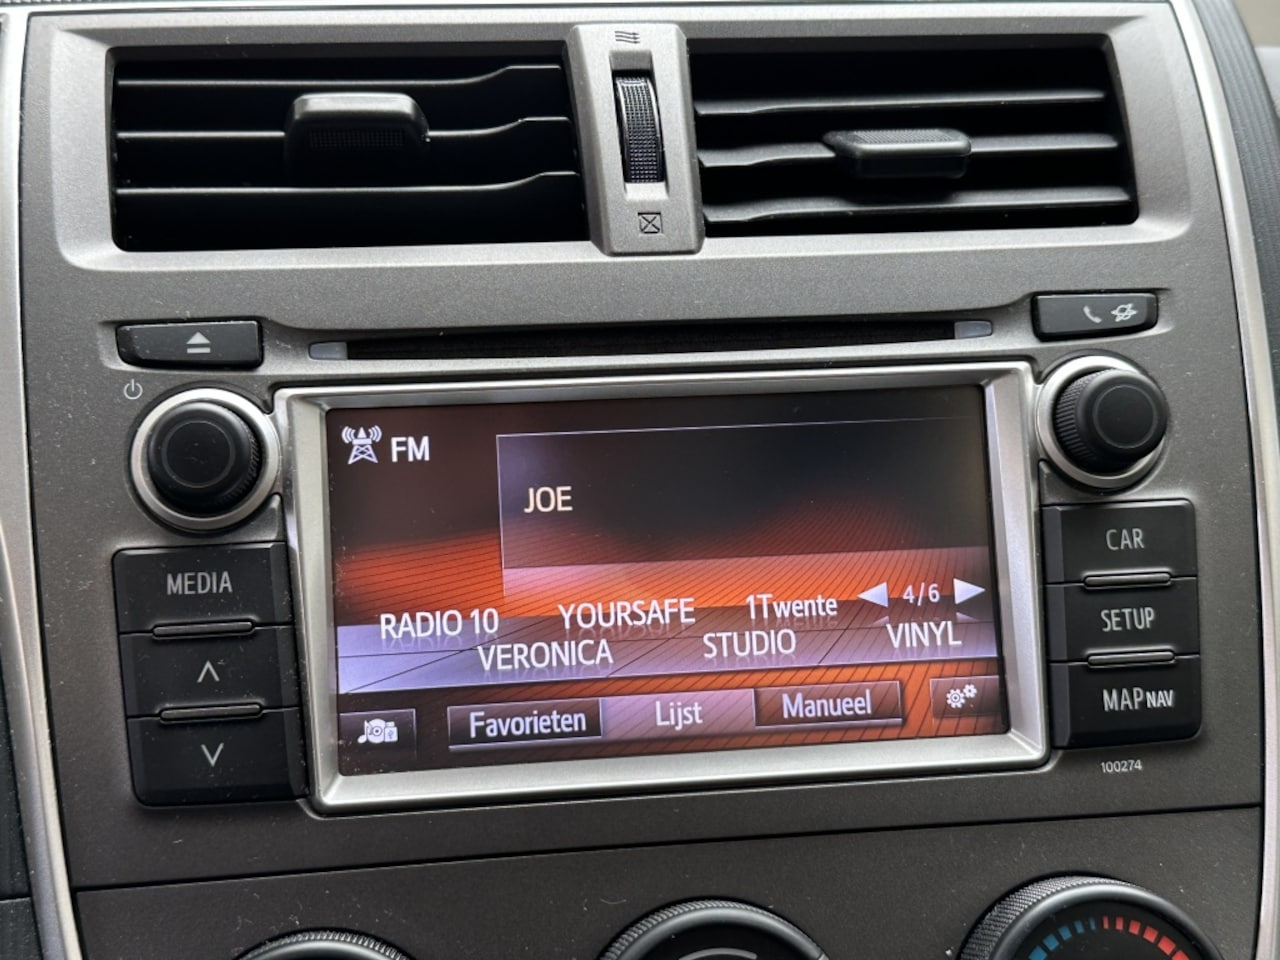 FM
JOE
RADIO 10 YOURSAFE 1Twente 4/6
VERONICA STUDIO VINYL
Favorieten Lijst Manueel
MEDIA
CAR
SETUP
MAP NAV
100274